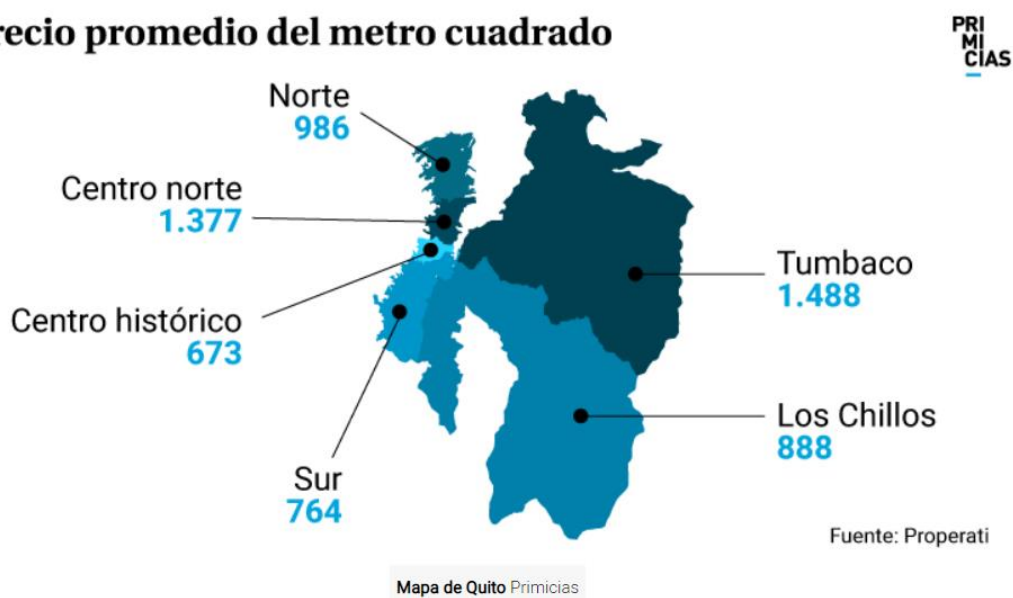 recio promedio del metro cuadrado
PRI
MI
CIAS
Norte
986
Centro norte
1.377
Centro histórico
673
Sur
764
Tumbaco
1.488
Los Chillos
888
Fuente: Properati
Mapa de Quito Primicias